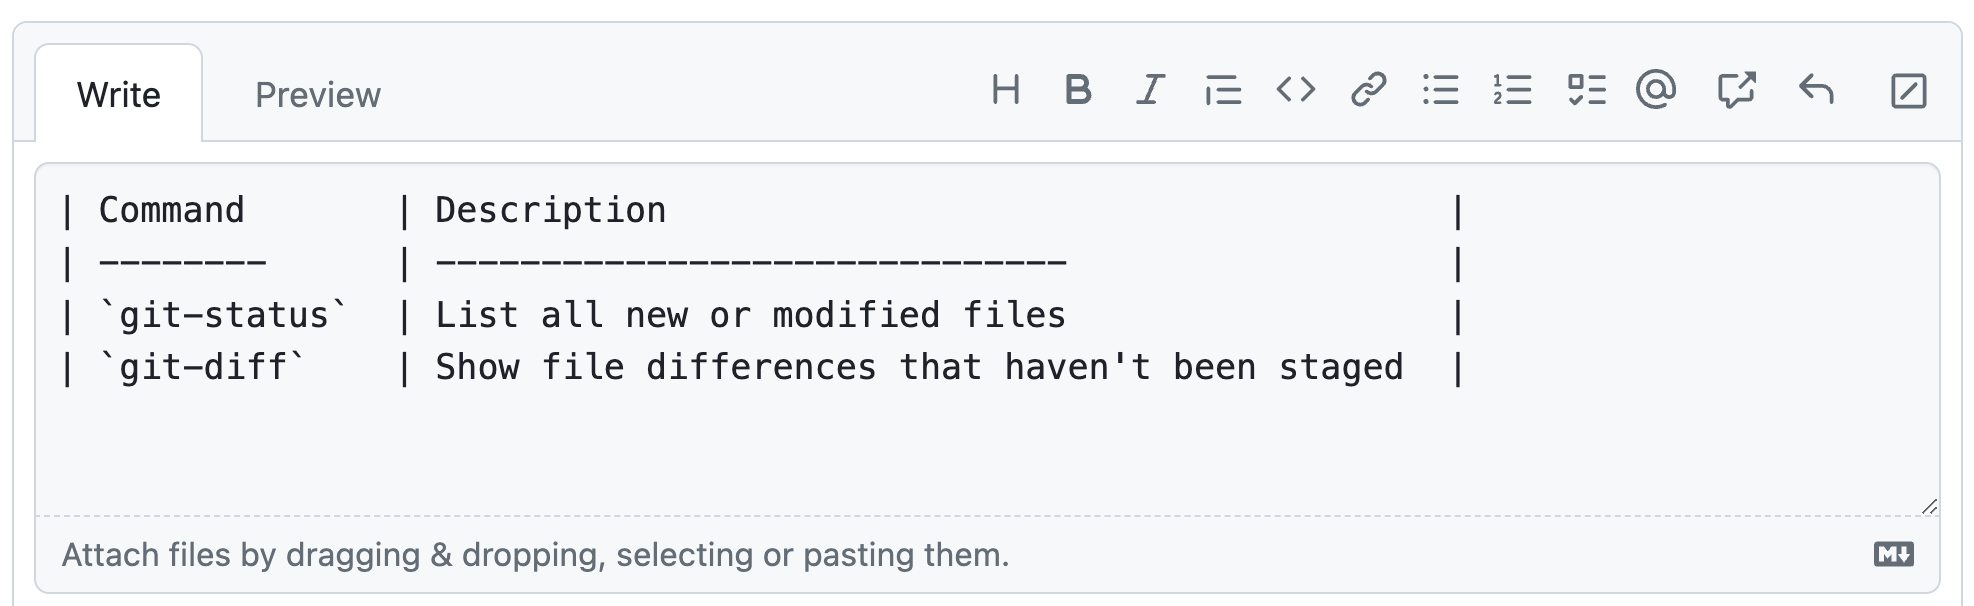 Write Preview
| Command | Description |
| -------- | ------------------------------ |
| `git-status` | List all new or modified files |
| `git-diff` | Show file differences that haven't been staged |
Attach files by dragging & dropping, selecting or pasting them.